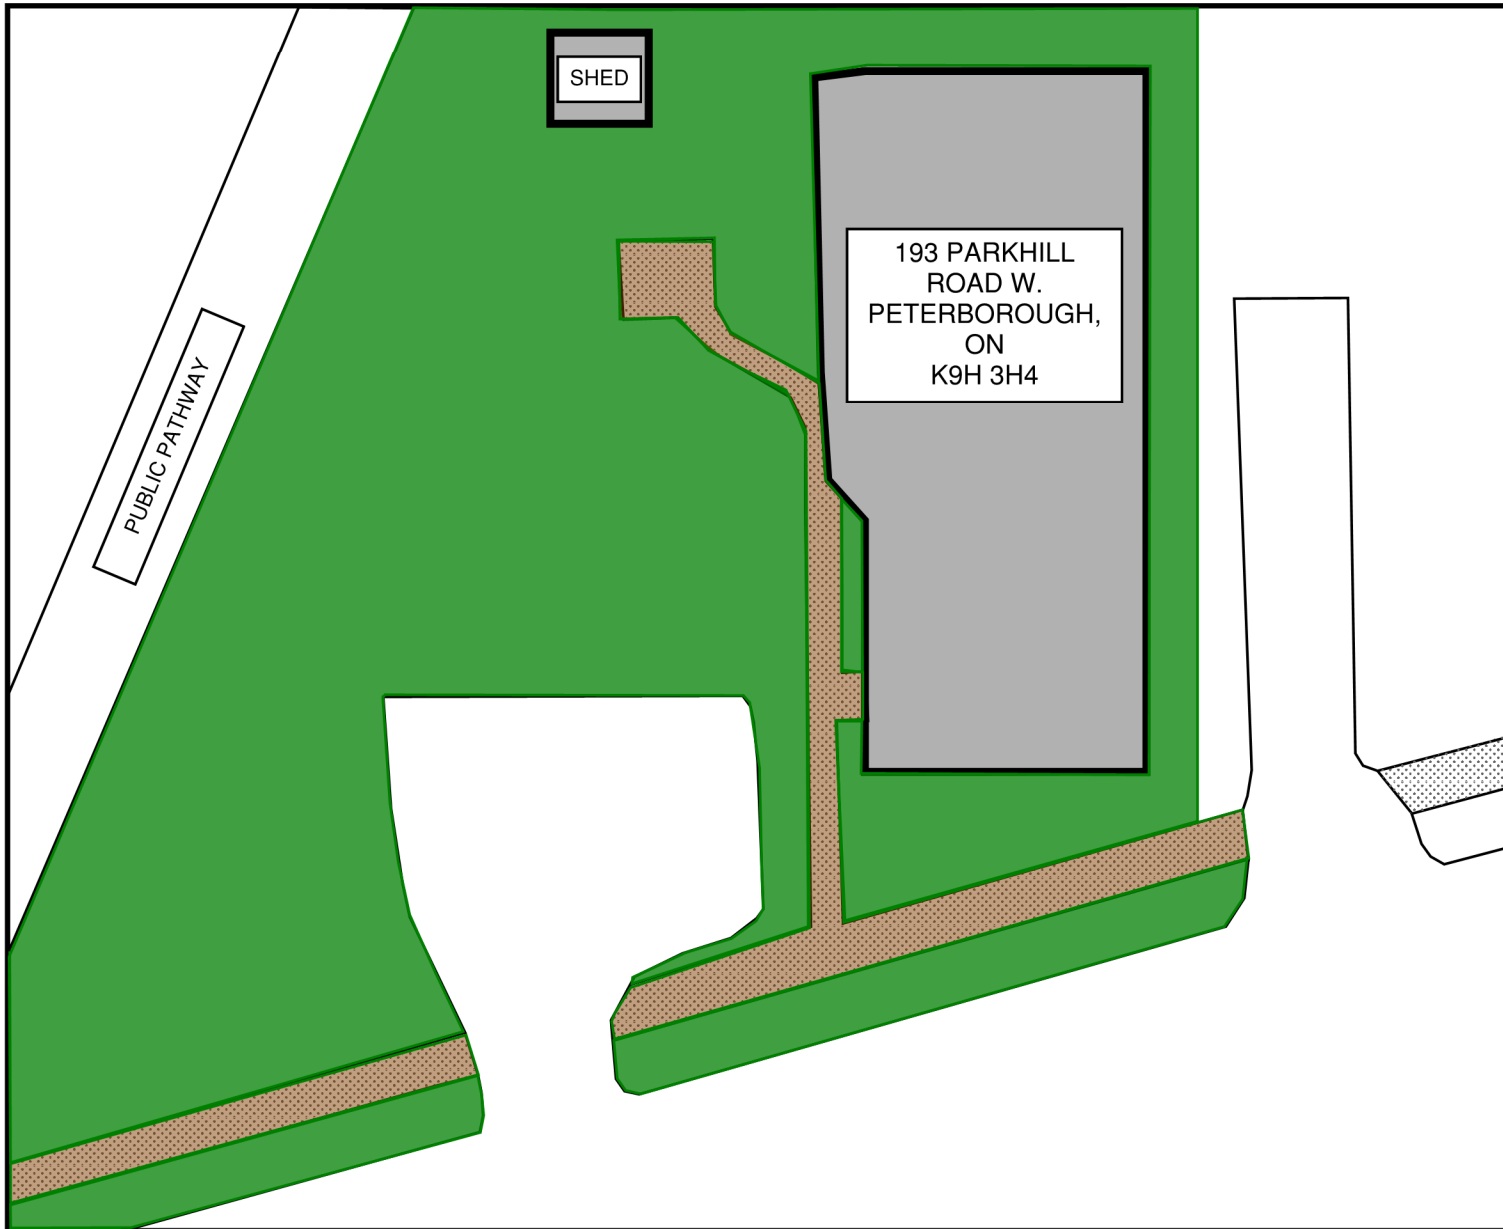 SHED
193 PARKHILL
ROAD W.
PETERBOROUGH,
ON
K9H 3H4
PUBLIC PATHWAY